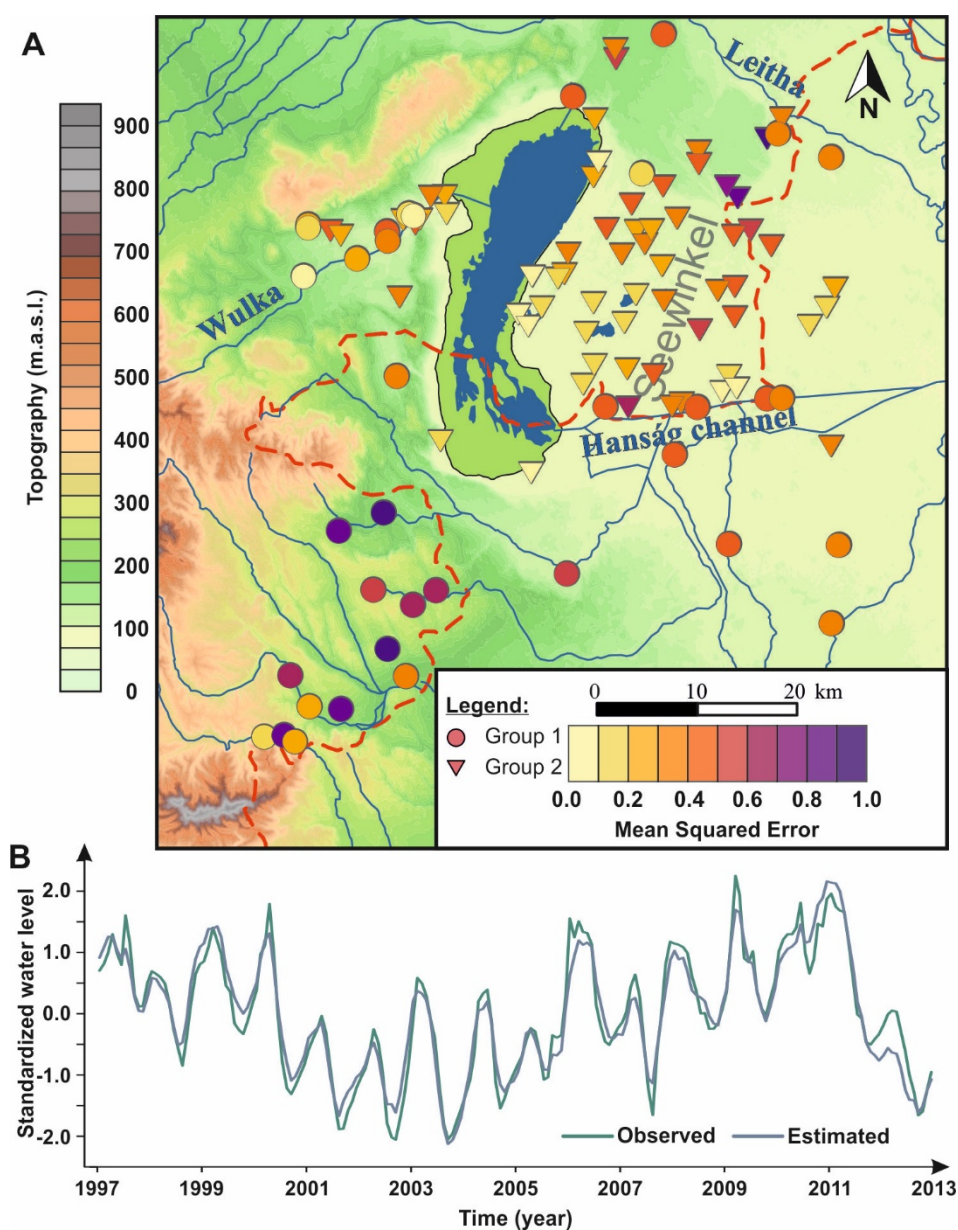 A
Topography (m.a.s.l.)
900
800
700
600
500
400
300
200
100
0
Leitha
N
Wulka
Seewinkel
Hanság channel
Legend:
Group 1
Group 2
0 10 20 km
0.0 0.2 0.4 0.6 0.8 1.0
Mean Squared Error
B
Standardized water level
2.0
1.0
0.0
-1.0
-2.0
Observed Estimated
1997 1999 2001 2003 2005 2007 2009 2011 2013
Time (year)